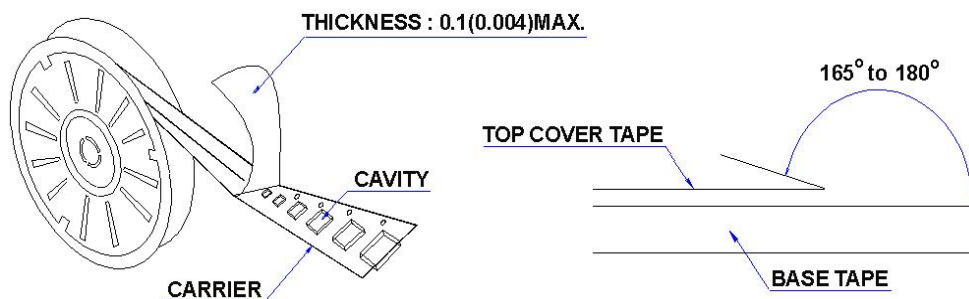 THICKNESS : 0.1(0.004)MAX.
165° to 180°
TOP COVER TAPE
CAVITY
CARRIER
BASE TAPE